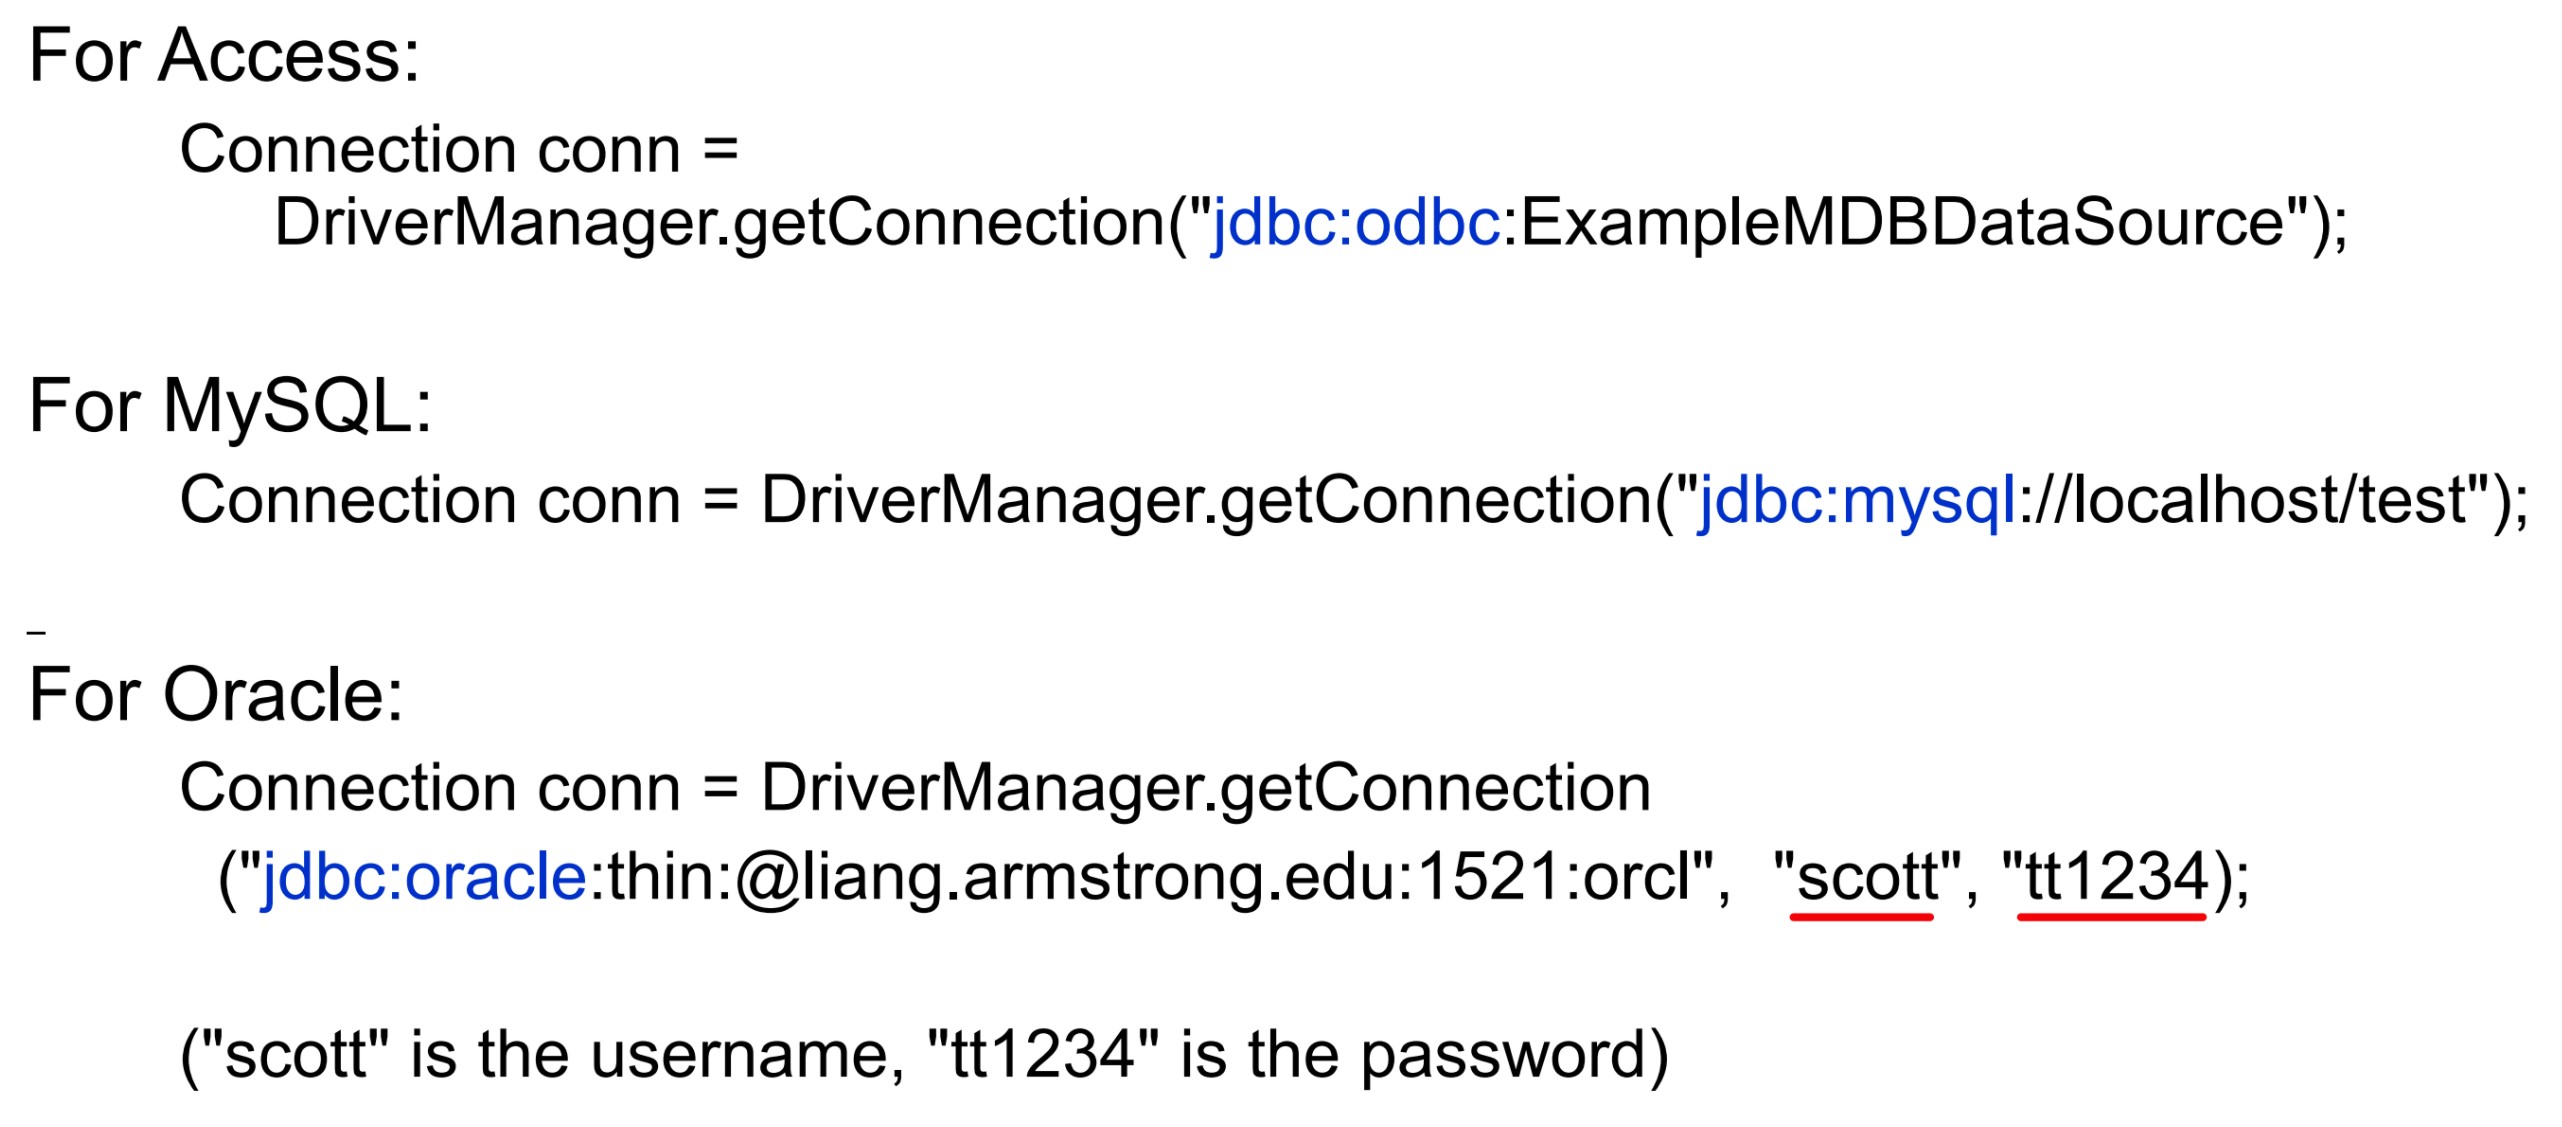 For Access:
Connection conn =
DriverManager.getConnection("jdbc:odbc:ExampleMDBDataSource");
For MySQL:
Connection conn = DriverManager.getConnection("jdbc:mysql://localhost/test");
–
For Oracle:
Connection conn = DriverManager.getConnection
("jdbc:oracle:thin:@liang.armstrong.edu:1521:orcl", "scott", "tt1234);
("scott" is the username, "tt1234" is the password)